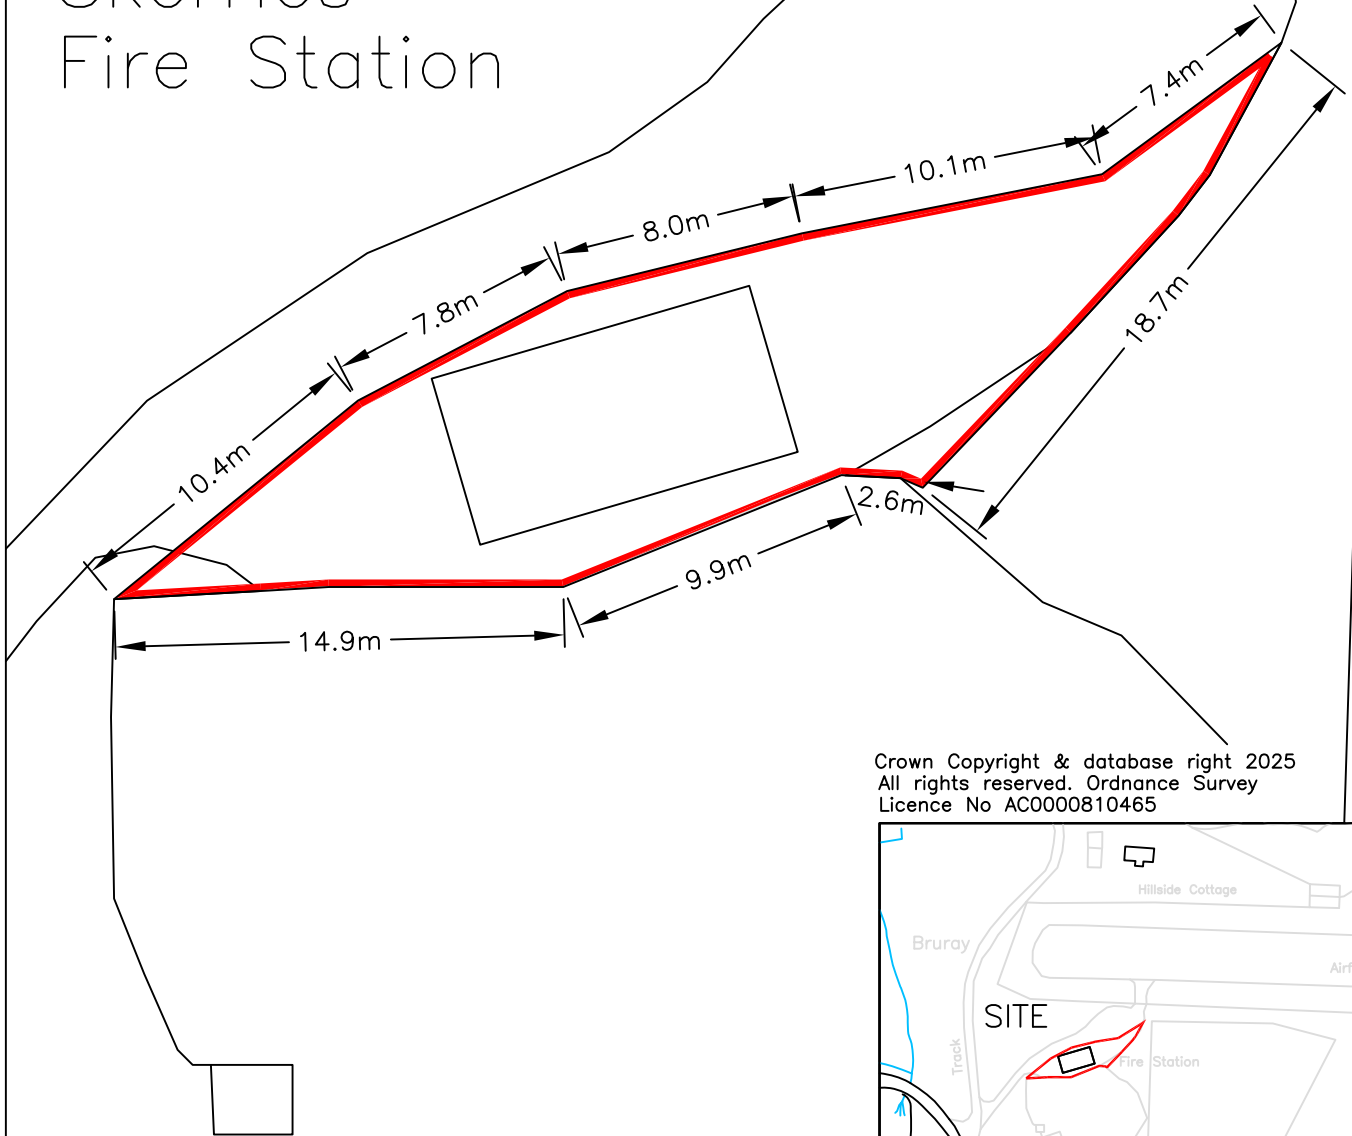 Fire Station
7.4m
10.1m
8.0m
7.8m
18.7m
10.4m
2.6m
9.9m
14.9m
Crown Copyright & database right 2025
All rights reserved. Ordnance Survey
Licence No AC0000810465
Hillside Cottage
Bruray
SITE
Track
Fire Station